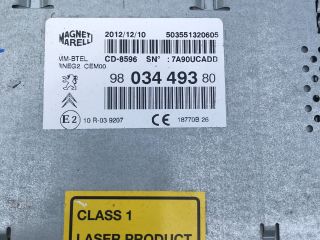 MAGNETI MARELLI
2012/12/10 503551320605
MM-BTEL CD-8596 SN° : 7A90UCADD
RNEG2 CEM00
98 034 493 80
E2 10 R-03 9207 CE 18770B 26
CLASS 1
LASER PRODUCT